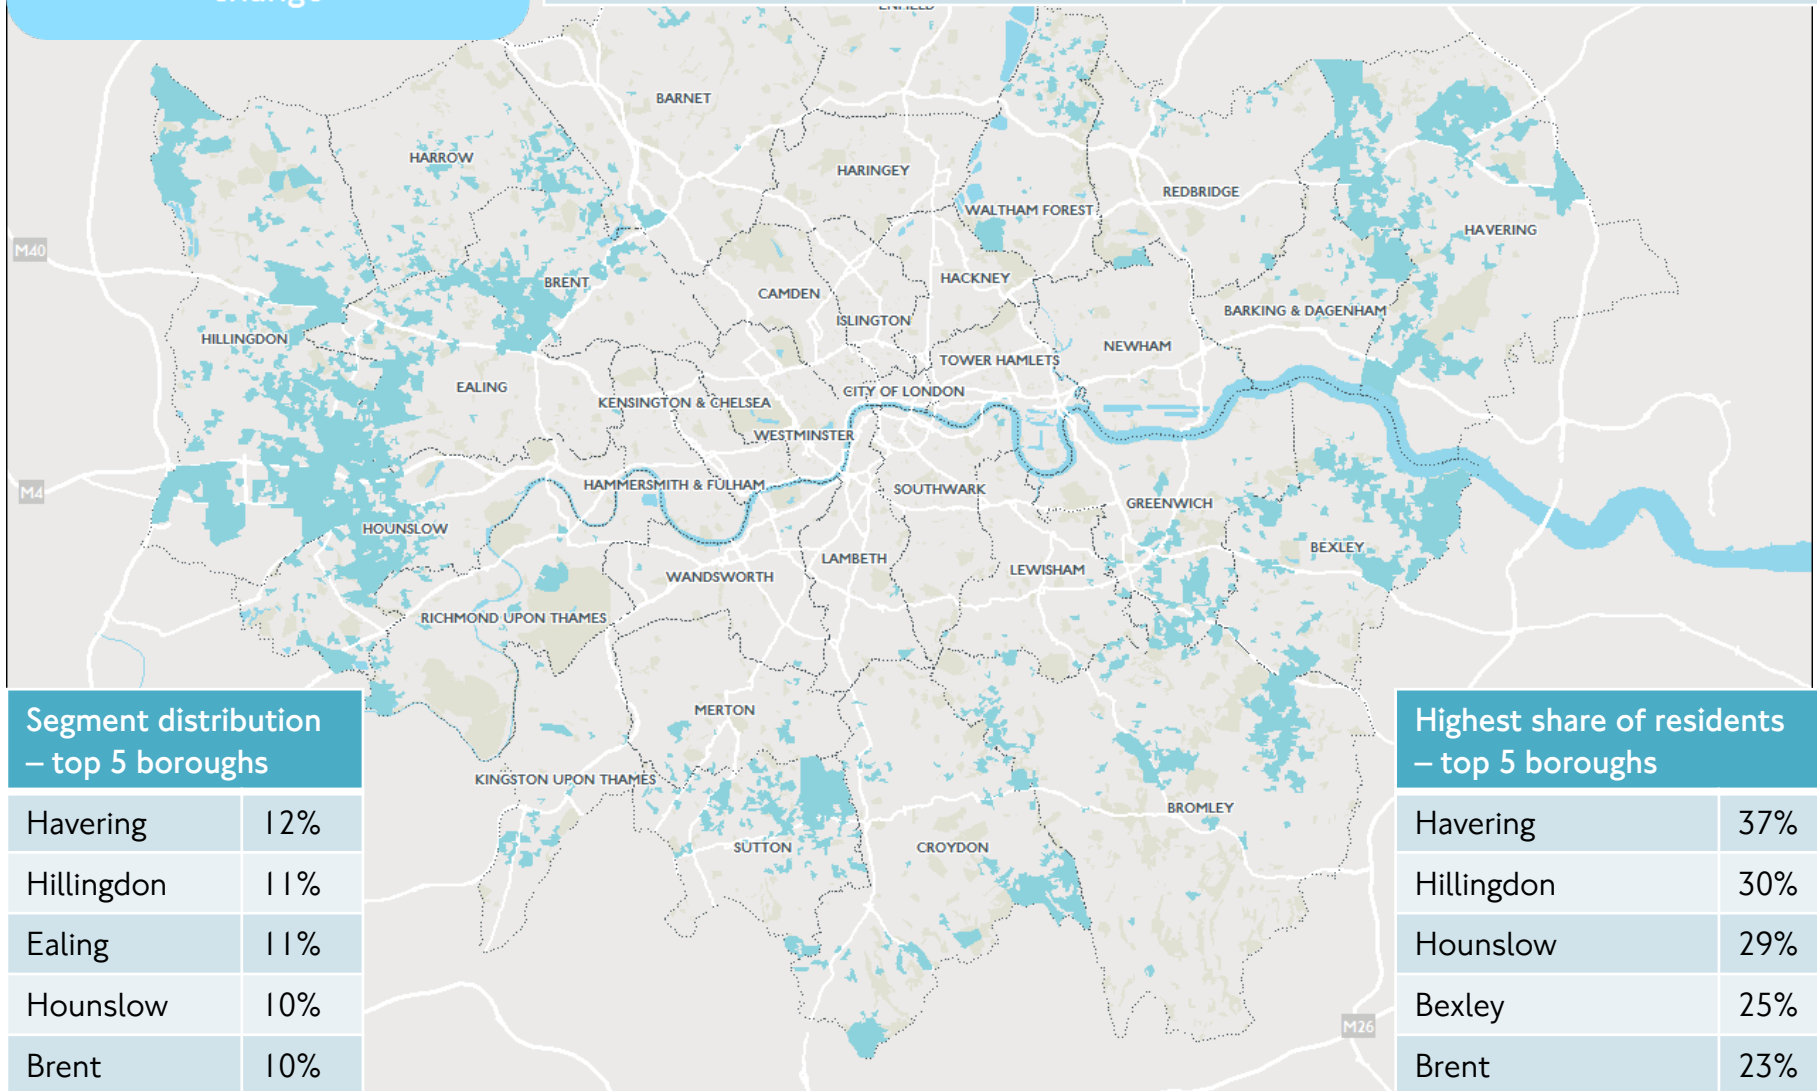 change
ENFIELD
BARNET
HARROW
HARINGEY
REDBRIDGE
WALTHAM FOREST
HAVERING
M40
HACKNEY
BRENT
CAMDEN
BARKING & DAGENHAM
ISLINGTON
HILLINGDON
NEWHAM
TOWER HAMLETS
EALING
CITY OF LONDON
KENSINGTON & CHELSEA
WESTMINSTER
M4
HAMMERSMITH & FULHAM
SOUTHWARK
GREENWICH
HOUNSLOW
BEXLEY
LAMBETH
LEWISHAM
WANDSWORTH
RICHMOND UPON THAMES
MERTON
KINGSTON UPON THAMES
BROMLEY
SUTTON
CROYDON
M26
Segment distribution
– top 5 boroughs
Havering 12%
Hillingdon 11%
Ealing 11%
Hounslow 10%
Brent 10%
Highest share of residents
– top 5 boroughs
Havering 37%
Hillingdon 30%
Hounslow 29%
Bexley 25%
Brent 23%